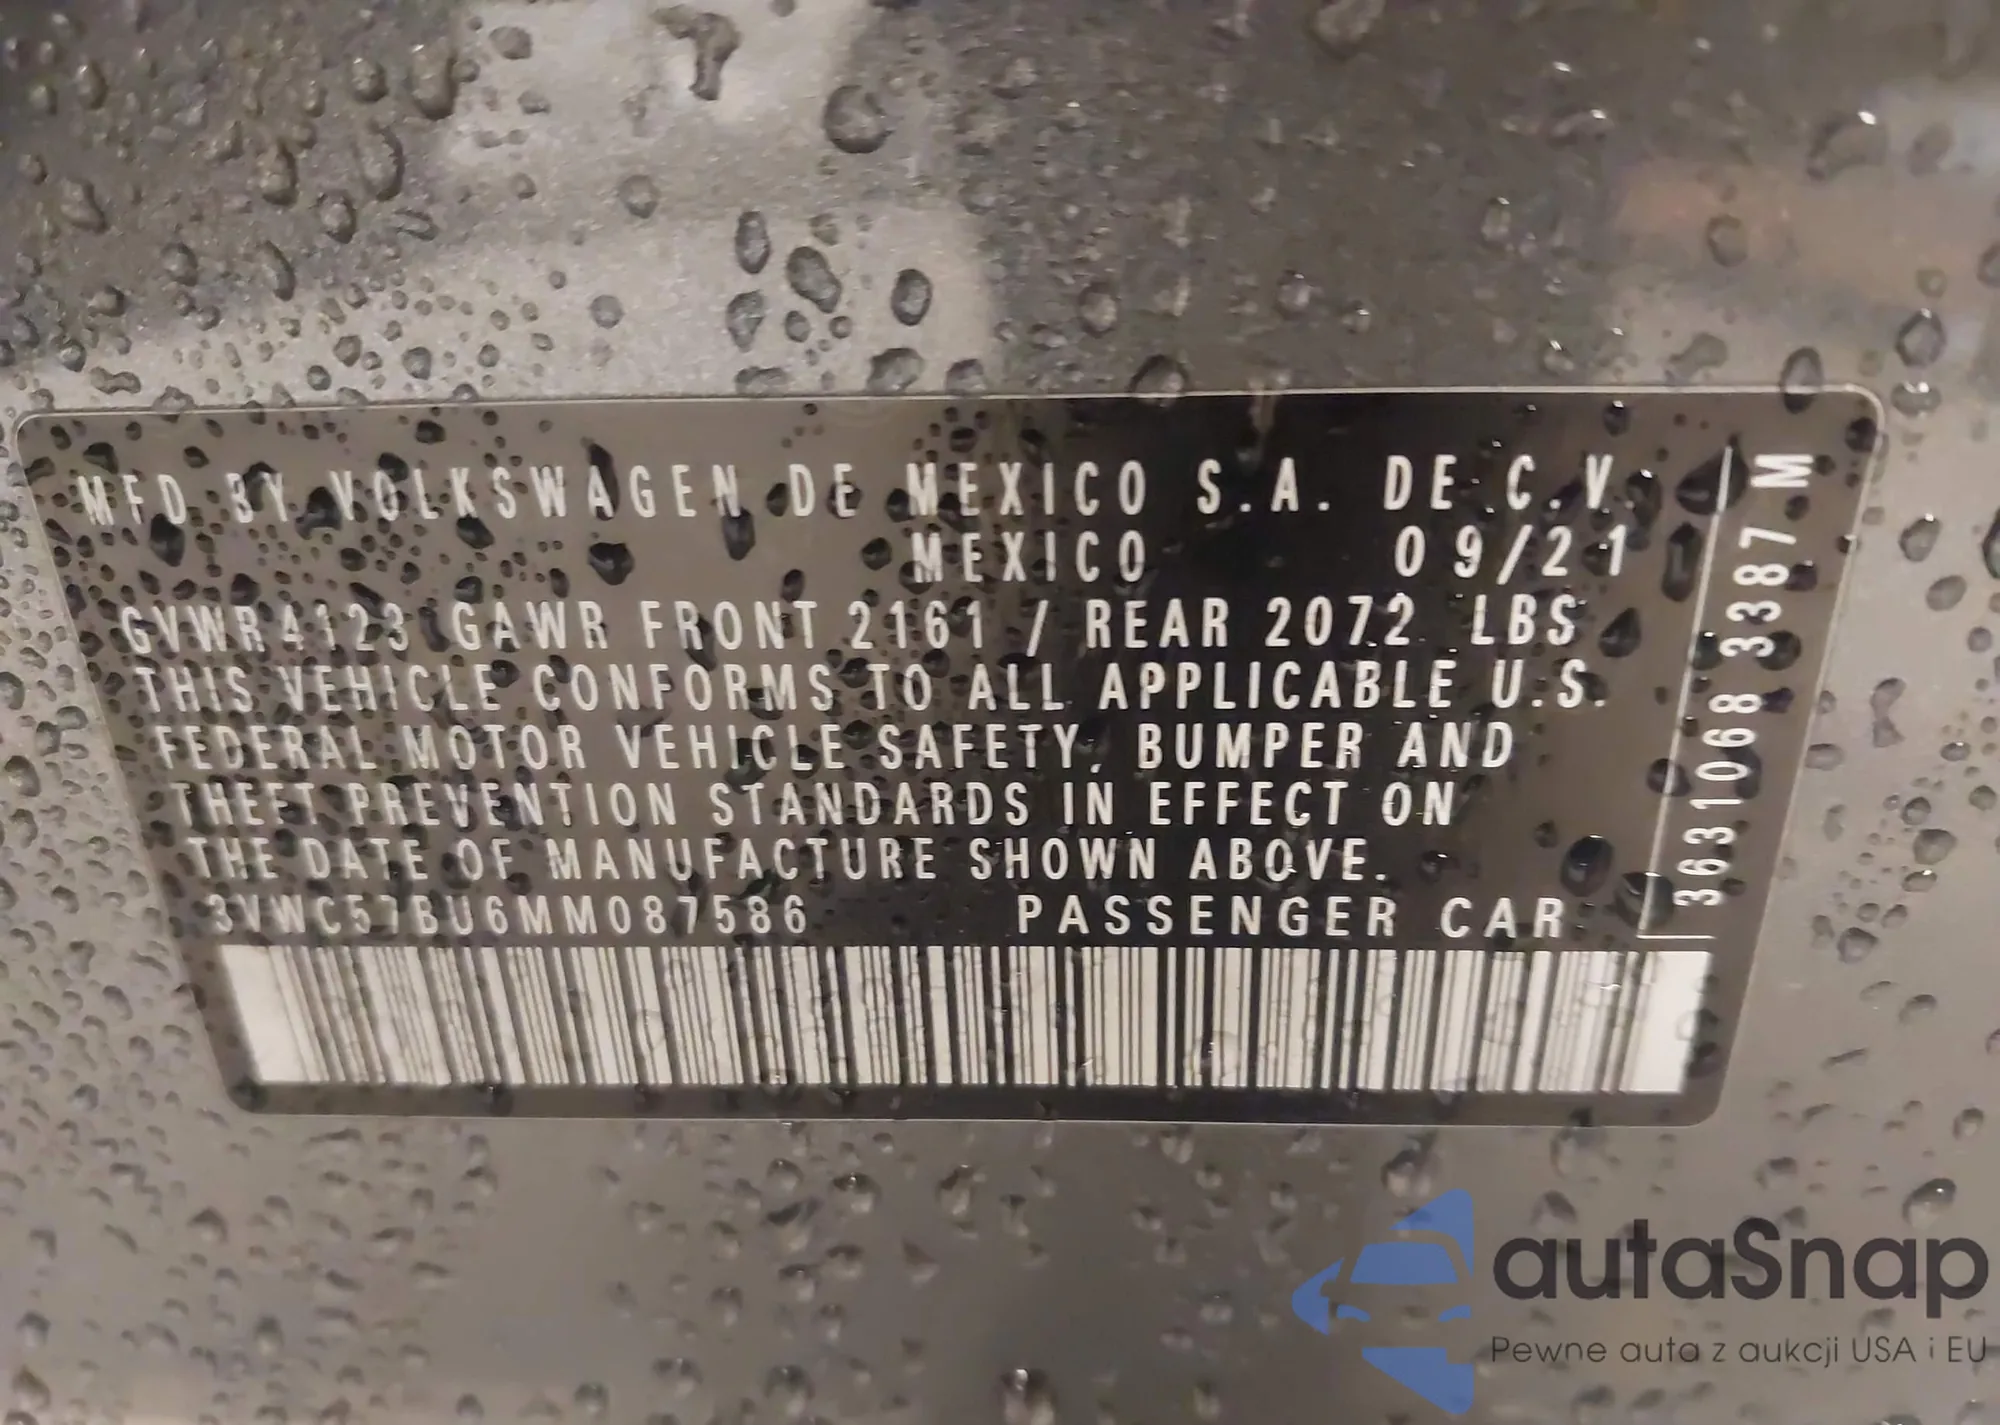 MFD BY VOLKSWAGEN DE MEXICO S.A. DE C.V.
MEXICO 09/21
GVWR 4123 GAWR FRONT 2161 / REAR 2072 LBS
THIS VEHICLE CONFORMS TO ALL APPLICABLE U.S.
FEDERAL MOTOR VEHICLE SAFETY, BUMPER AND
THEFT PREVENTION STANDARDS IN EFFECT ON
THE DATE OF MANUFACTURE SHOWN ABOVE.
3VWC57BU6MM087586 PASSENGER CAR
3631068 3387 M
autaSnap
Pewne auta z aukcji USA i EU